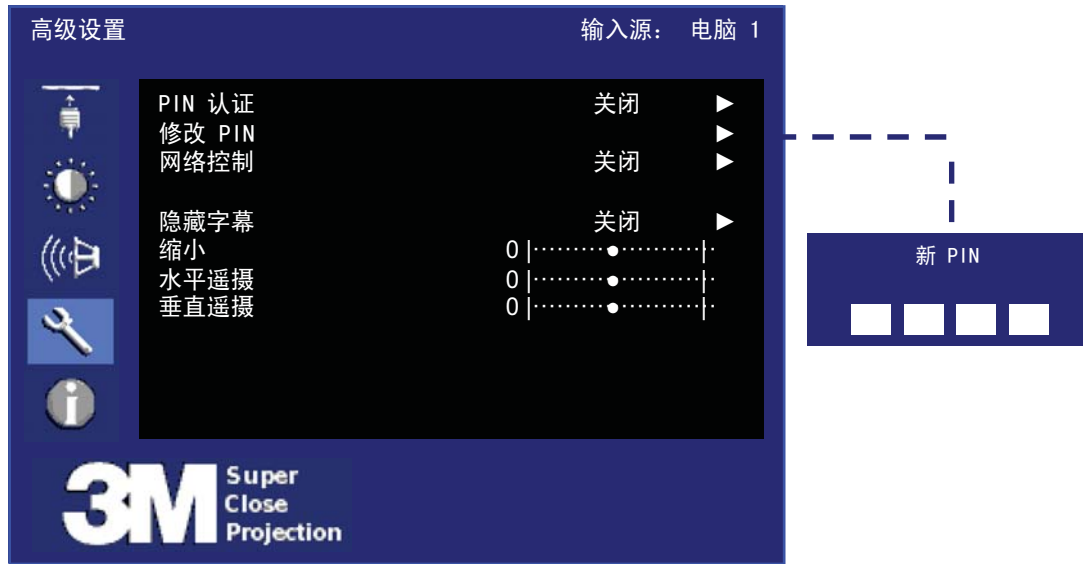 高级设置 输入源: 电脑 1
PIN 认证 关闭 ▶
修改 PIN ▶
网络控制 关闭 ▶
隐藏字幕 关闭 ▶
缩小 0
水平遥摄 0
垂直遥摄 0
新 PIN
3M Super
Close
Projection